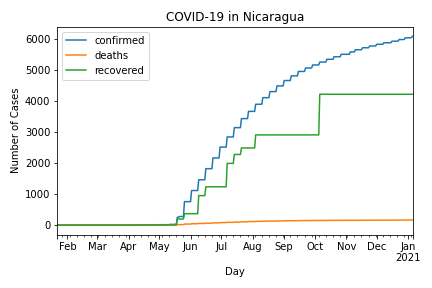 COVID-19 in Nicaragua
confirmed
deaths
recovered
Number of Cases
6000
5000
4000
3000
2000
1000
0
Feb Mar Apr May Jun Jul Aug Sep Oct Nov Dec Jan
2021
Day